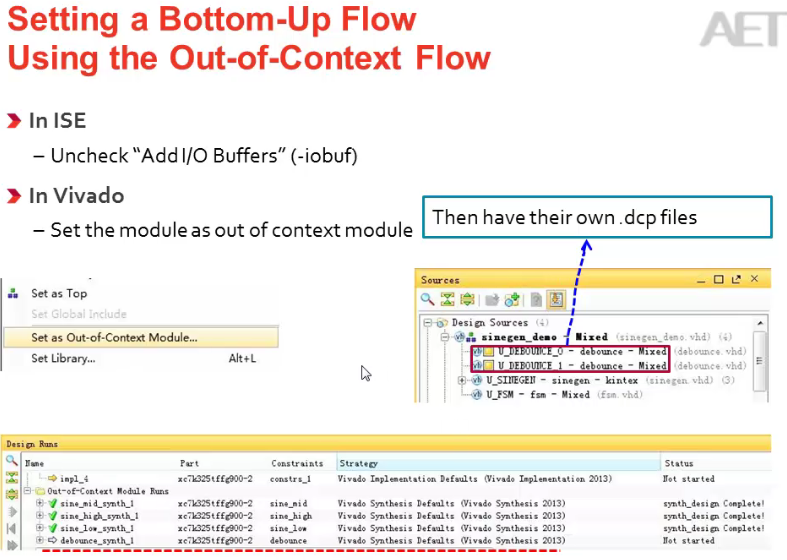 Setting a Bottom-Up Flow
Using the Out-of-Context Flow
AET
In ISE
– Uncheck “Add I/O Buffers” (-iobuf)
In Vivado
– Set the module as out of context module
Then have their own .dcp files
Set as Top
Set Global Include
Set as Out-of-Context Module...
Set Library... Alt+L
Sources
Design Sources (4)
sinegen_demo - Mixed (sinegen_demo.vhd) (4)
U_DEBOUNCE_0 - debounce - Mixed (debounce.vhd)
U_DEBOUNCE_1 - debounce - Mixed (debounce.vhd)
U_SINEGEN - sinegen - kintex (sinegen.vhd) (3)
U_FSM - fsm - Mixed (fsm.vhd)
Design Runs
Name Part Constraints Strategy Status
impl_4 xc7k325tffg900-2 constrs_1 Vivado Implementation Defaults (Vivado Implementation 2013) Not started
Out-of-Context Module Runs
sine_mid_synth_1 xc7k325tffg900-2 sine_mid Vivado Synthesis Defaults (Vivado Synthesis 2013) synth_design Complete!
sine_high_synth_1 xc7k325tffg900-2 sine_high Vivado Synthesis Defaults (Vivado Synthesis 2013) synth_design Complete!
sine_low_synth_1 xc7k325tffg900-2 sine_low Vivado Synthesis Defaults (Vivado Synthesis 2013) synth_design Complete!
debounce_synth_1 xc7k325tffg900-2 debounce Vivado Synthesis Defaults (Vivado Synthesis 2013) Not started